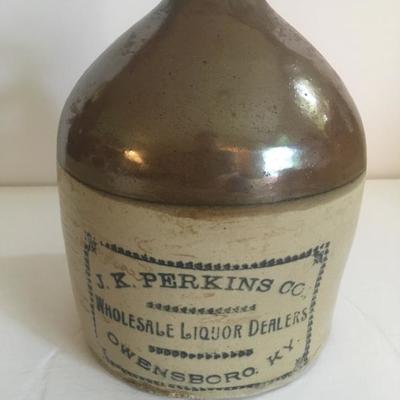 J. K. PERKINS CO.
WHOLESALE LIQUOR DEALERS
OWENSBORO. KY.